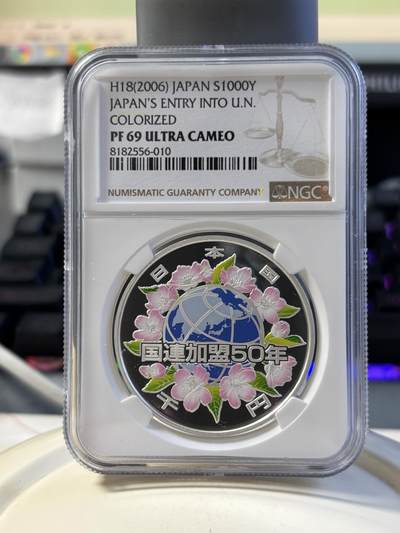 H18(2006) JAPAN S1000Y
JAPAN'S ENTRY INTO U.N.
COLORIZED
PF 69 ULTRA CAMEO
8182556-010
NUMISMATIC GUARANTY COMPANY
NGC
日本国
国連加盟50年
千円